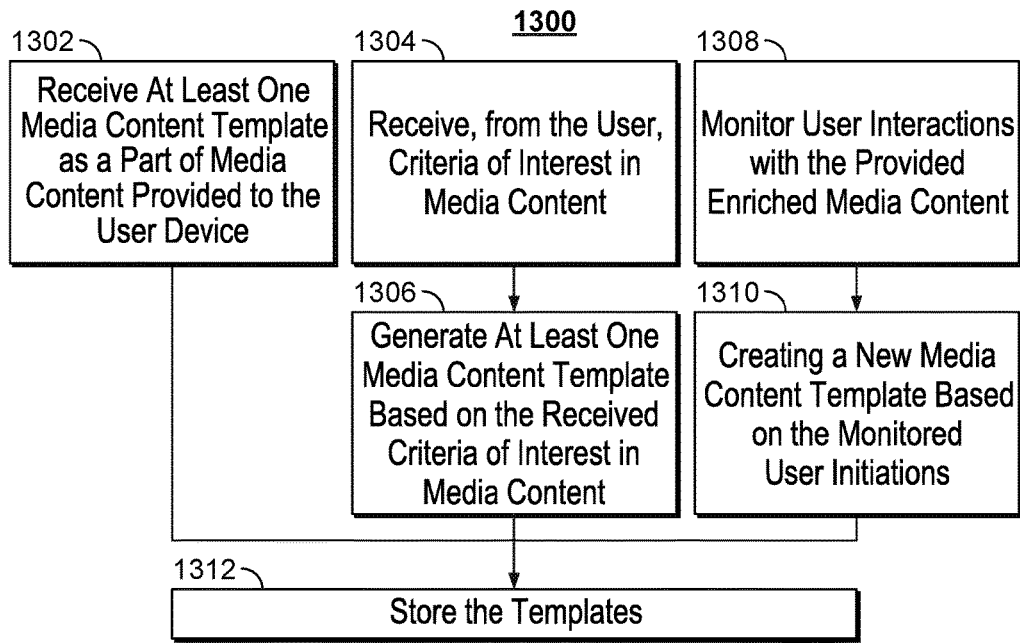 1300
1302
Receive At Least One
Media Content Template
as a Part of Media
Content Provided to the
User Device
1304
Receive, from the User,
Criteria of Interest in
Media Content
1308
Monitor User Interactions
with the Provided
Enriched Media Content
1306
Generate At Least One
Media Content Template
Based on the Received
Criteria of Interest in
Media Content
1310
Creating a New Media
Content Template Based
on the Monitored
User Initiations
1312
Store the Templates